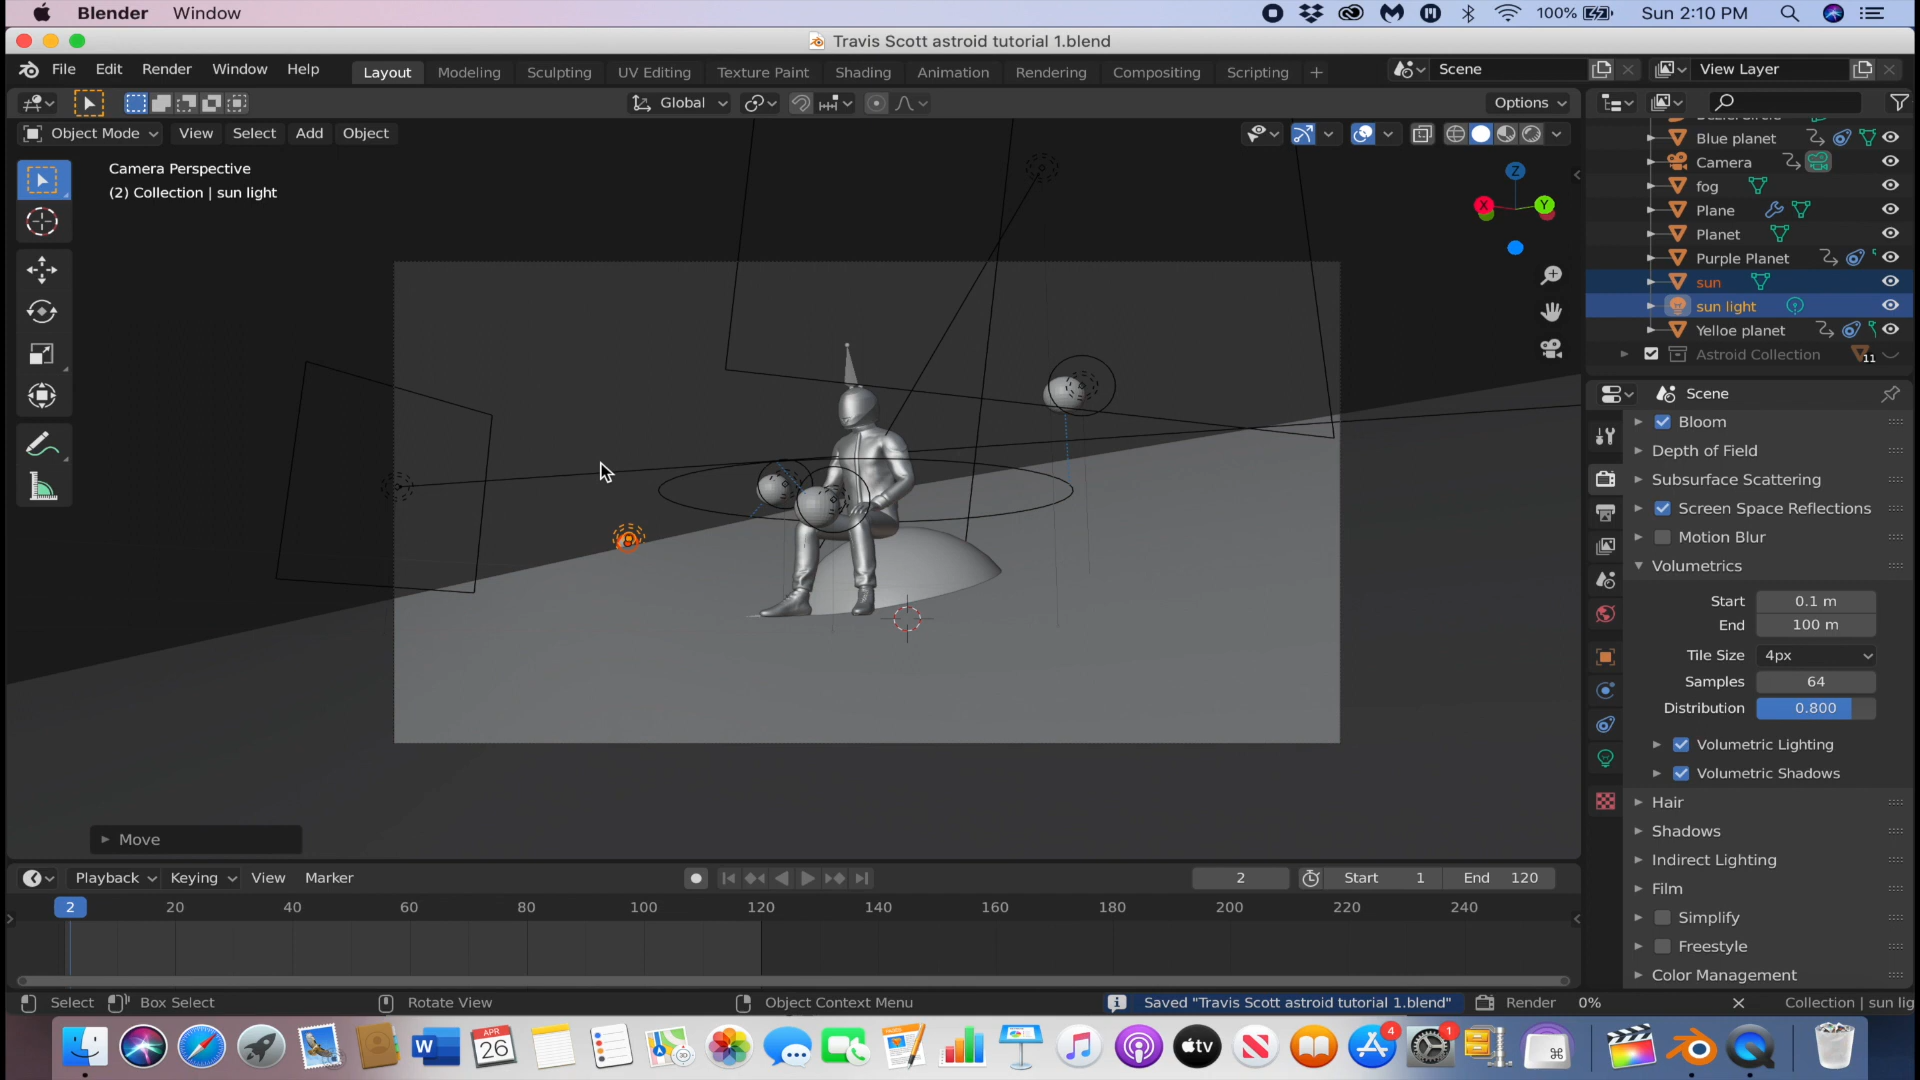 Blender Window
100% Sun 2:10 PM
Travis Scott astroid tutorial 1.blend
File Edit Render Window Help Layout Modeling Sculpting UV Editing Texture Paint Shading Animation Rendering Compositing Scripting + Scene View Layer
Global Options
Object Mode View Select Add Object
Camera Perspective
(2) Collection | sun light
Z
X Y
Blue planet
Camera
fog
Plane
Planet
Purple Planet
sun
sun light
Yelloe planet
Astroid Collection 11
Scene
Bloom
Depth of Field
Subsurface Scattering
Screen Space Reflections
Motion Blur
Volumetrics
Start 0.1 m
End 100 m
Tile Size 4px
Samples 64
Distribution 0.800
Volumetric Lighting
Volumetric Shadows
Hair
Shadows
Indirect Lighting
Film
Simplify
Freestyle
Color Management
Move
Playback Keying View Marker 2 Start 1 End 120
2 20 40 60 80 100 120 140 160 180 200 220 240
Select Box Select Rotate View Object Context Menu Saved "Travis Scott astroid tutorial 1.blend" Render 0% Collection | sun lig
W
APR
26
tv
4
1
⌘